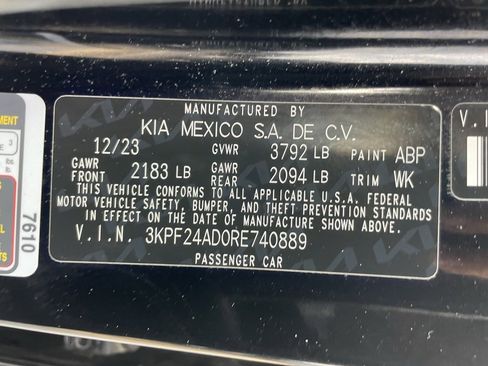 MANUFACTURED BY
KIA MEXICO S.A. DE C.V.
12/23 GVWR 3792 LB PAINT ABP
GAWR FRONT 2183 LB GAWR REAR 2094 LB TRIM WK
THIS VEHICLE CONFORMS TO ALL APPLICABLE U.S.A. FEDERAL
MOTOR VEHICLE SAFETY, BUMPER, AND THEFT PREVENTION STANDARDS
IN EFFECT ON THE DATE OF MANUFACTURE SHOWN ABOVE.
V.I.N. 3KPF24AD0RE740889
PASSENGER CAR
7610
V.I